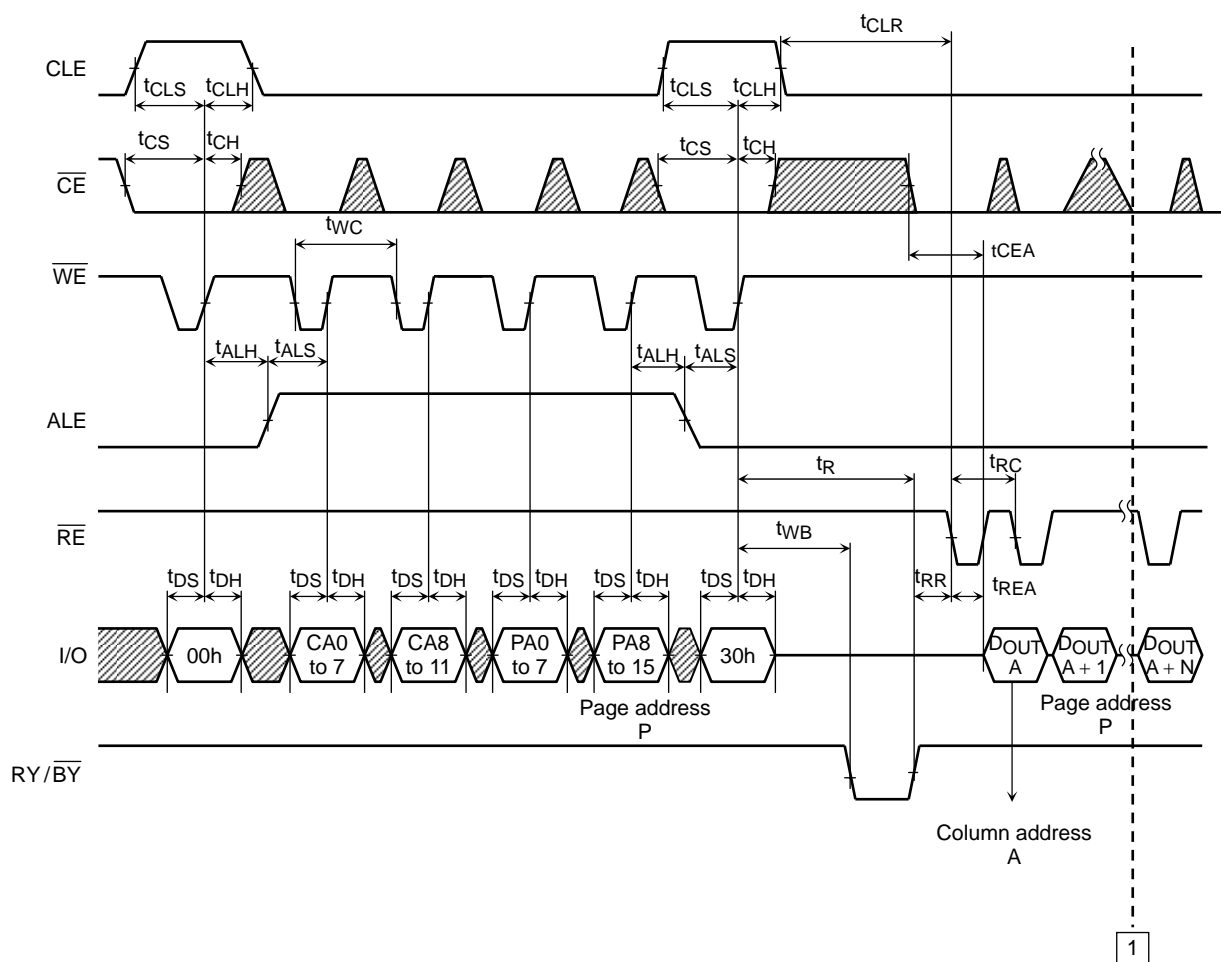 tCLR
CLE
tCLS tCLH tCLS tCLH
tCS tCH tCS tCH
CE
tWC
tCEA
WE
tALH tALS tALH tALS
ALE
tR tRC
RE
tWB
tDS tDH tDS tDH tDS tDH tDS tDH tDS tDH tDS tDH tRR tREA
I/O 00h CA0 to 7 CA8 to 11 PA0 to 7 PA8 to 15 30h DOUT A DOUT A + 1 DOUT A + N
Page address
P
Page address
P
RY/BY
Column address
A
1